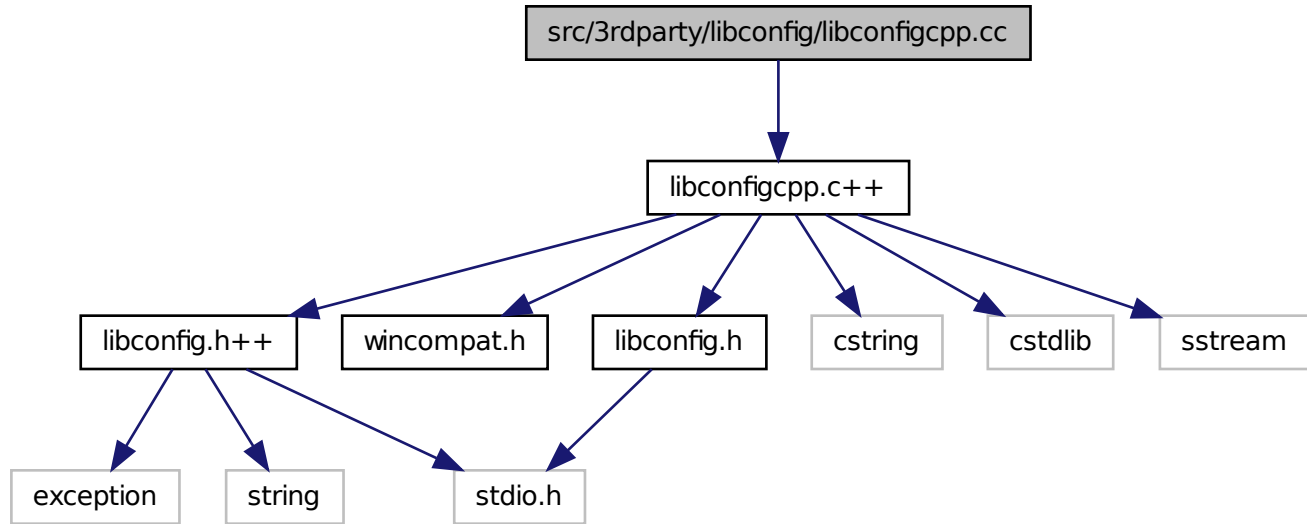 src/3rdparty/libconfig/libconfigcpp.cc
libconfigcpp.c++
libconfig.h++
wincompat.h
libconfig.h
cstring
cstdlib
sstream
exception
string
stdio.h